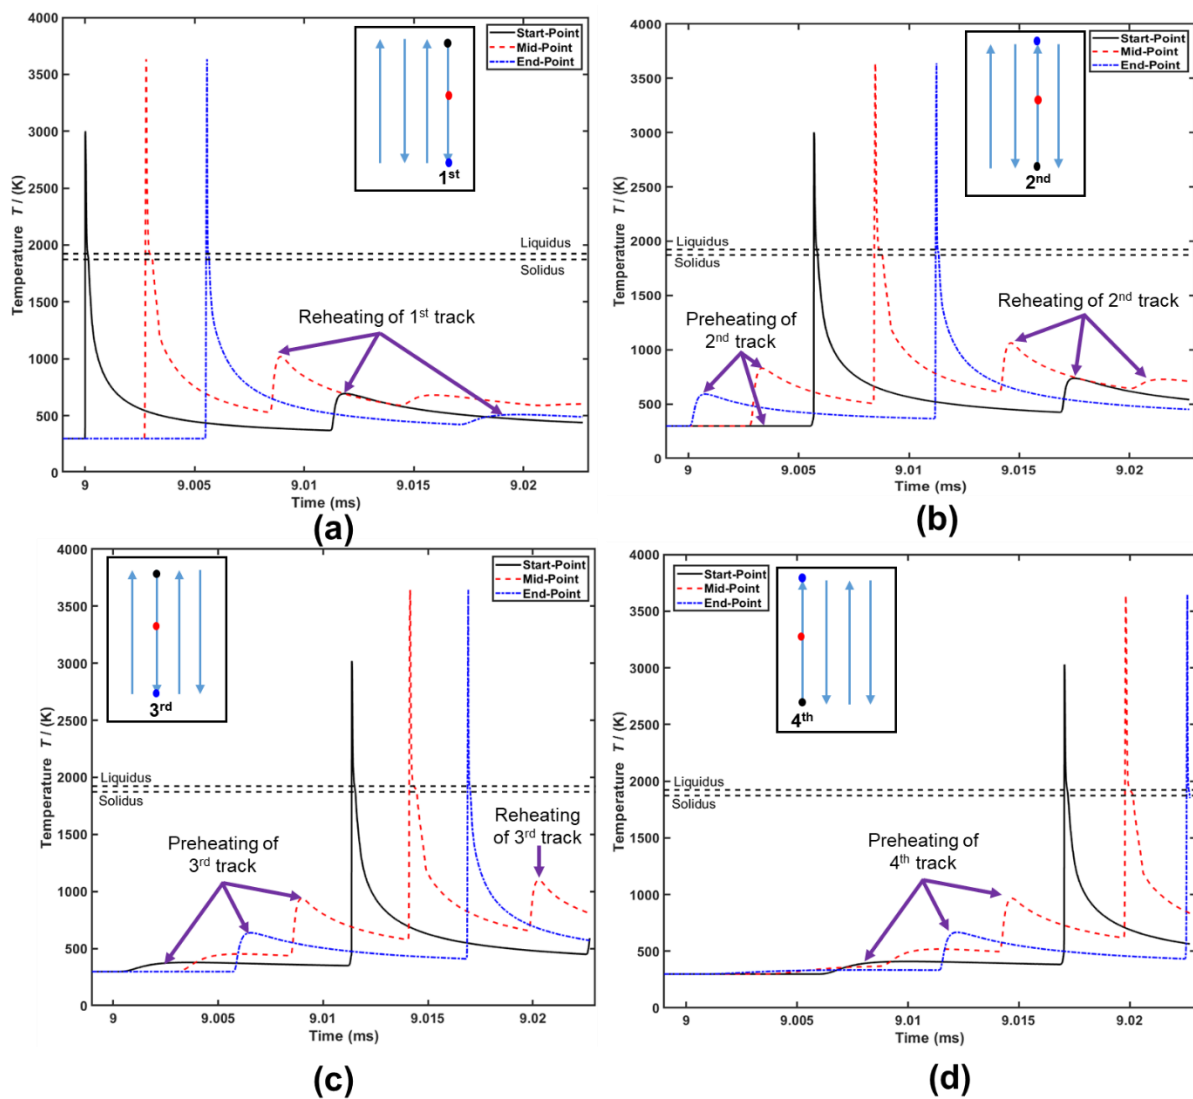 4000
3500
3000
2500
2000
1500
1000
500
0
Temperature T / (K)
Start-Point
Mid-Point
End-Point
1st
Liquidus
Solidus
Reheating of 1st track
9
9.005
9.01
9.015
9.02
Time (ms)
(a)
4000
3500
3000
2500
2000
1500
1000
500
0
Temperature T / (K)
Start-Point
Mid-Point
End-Point
2nd
Liquidus
Solidus
Preheating of
2nd track
Reheating of 2nd track
9
9.005
9.01
9.015
9.02
Time (ms)
(b)
4000
3500
3000
2500
2000
1500
1000
500
0
Temperature T / (K)
Start-Point
Mid-Point
End-Point
3rd
Liquidus
Solidus
Preheating of
3rd track
Reheating
of 3rd track
9
9.005
9.01
9.015
9.02
Time (ms)
(c)
4000
3500
3000
2500
2000
1500
1000
500
0
Temperature T / (K)
Start-Point
Mid-Point
End-Point
4th
Liquidus
Solidus
Preheating of
4th track
9
9.005
9.01
9.015
9.02
Time (ms)
(d)